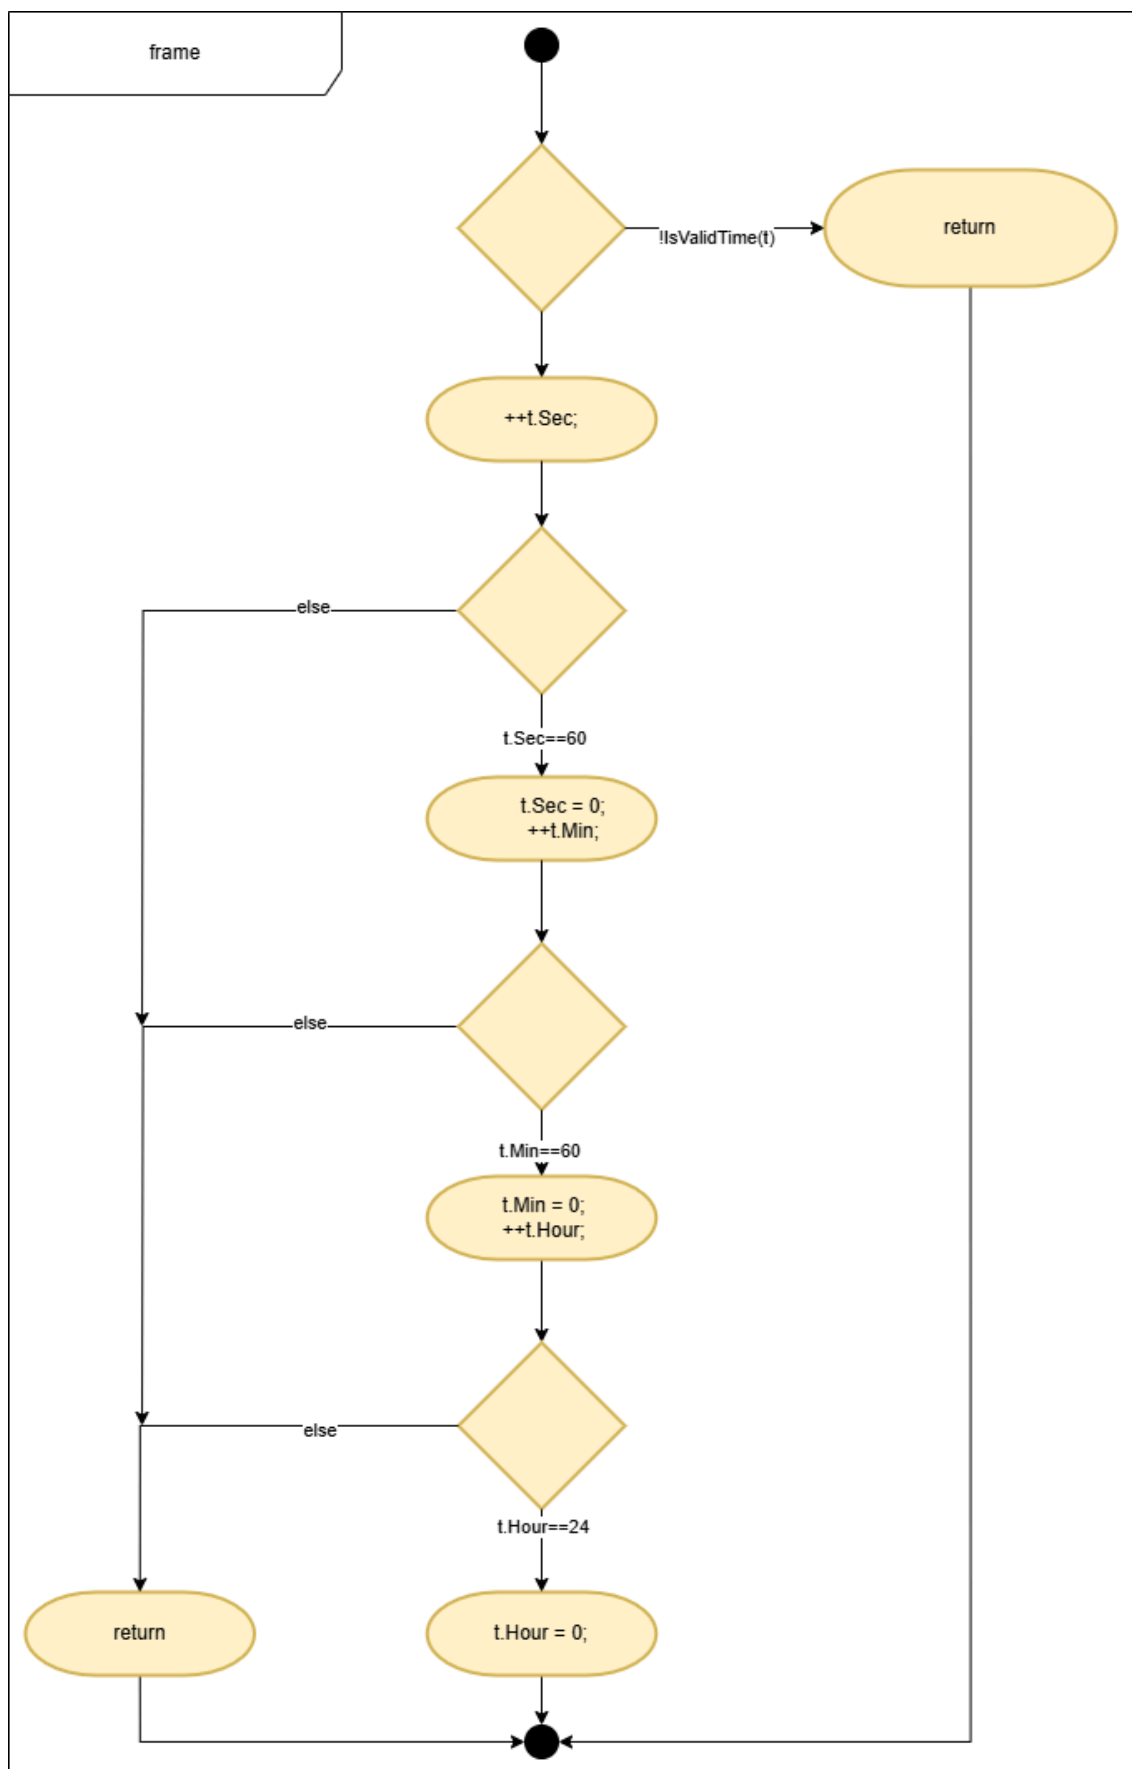 frame
!IsValidTime(t)
return
++t.Sec;
else
t.Sec==60
t.Sec = 0;
++t.Min;
else
t.Min==60
t.Min = 0;
++t.Hour;
else
t.Hour==24
return
t.Hour = 0;